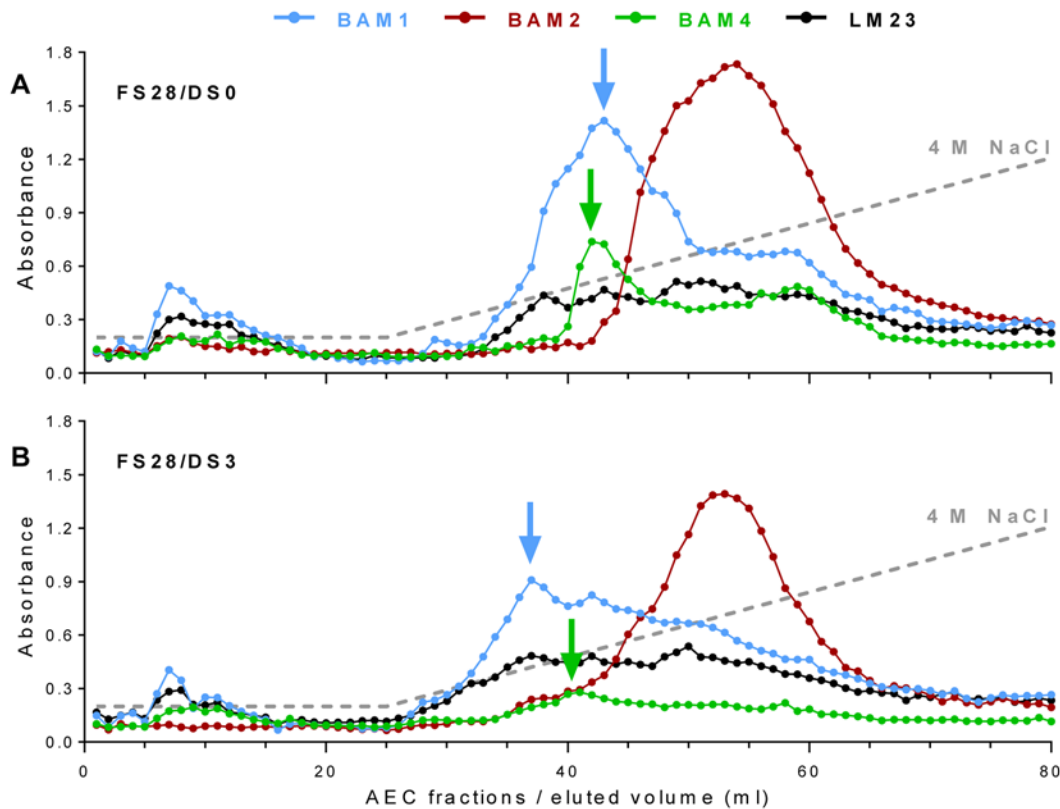 BAM1 BAM2 BAM4 LM23
A
FS28/DS0
4 M NaCl
Absorbance
1.8
1.5
1.2
0.9
0.6
0.3
0.0
B
FS28/DS3
4 M NaCl
Absorbance
1.8
1.5
1.2
0.9
0.6
0.3
0.0
0 20 40 60 80
AEC fractions / eluted volume (ml)